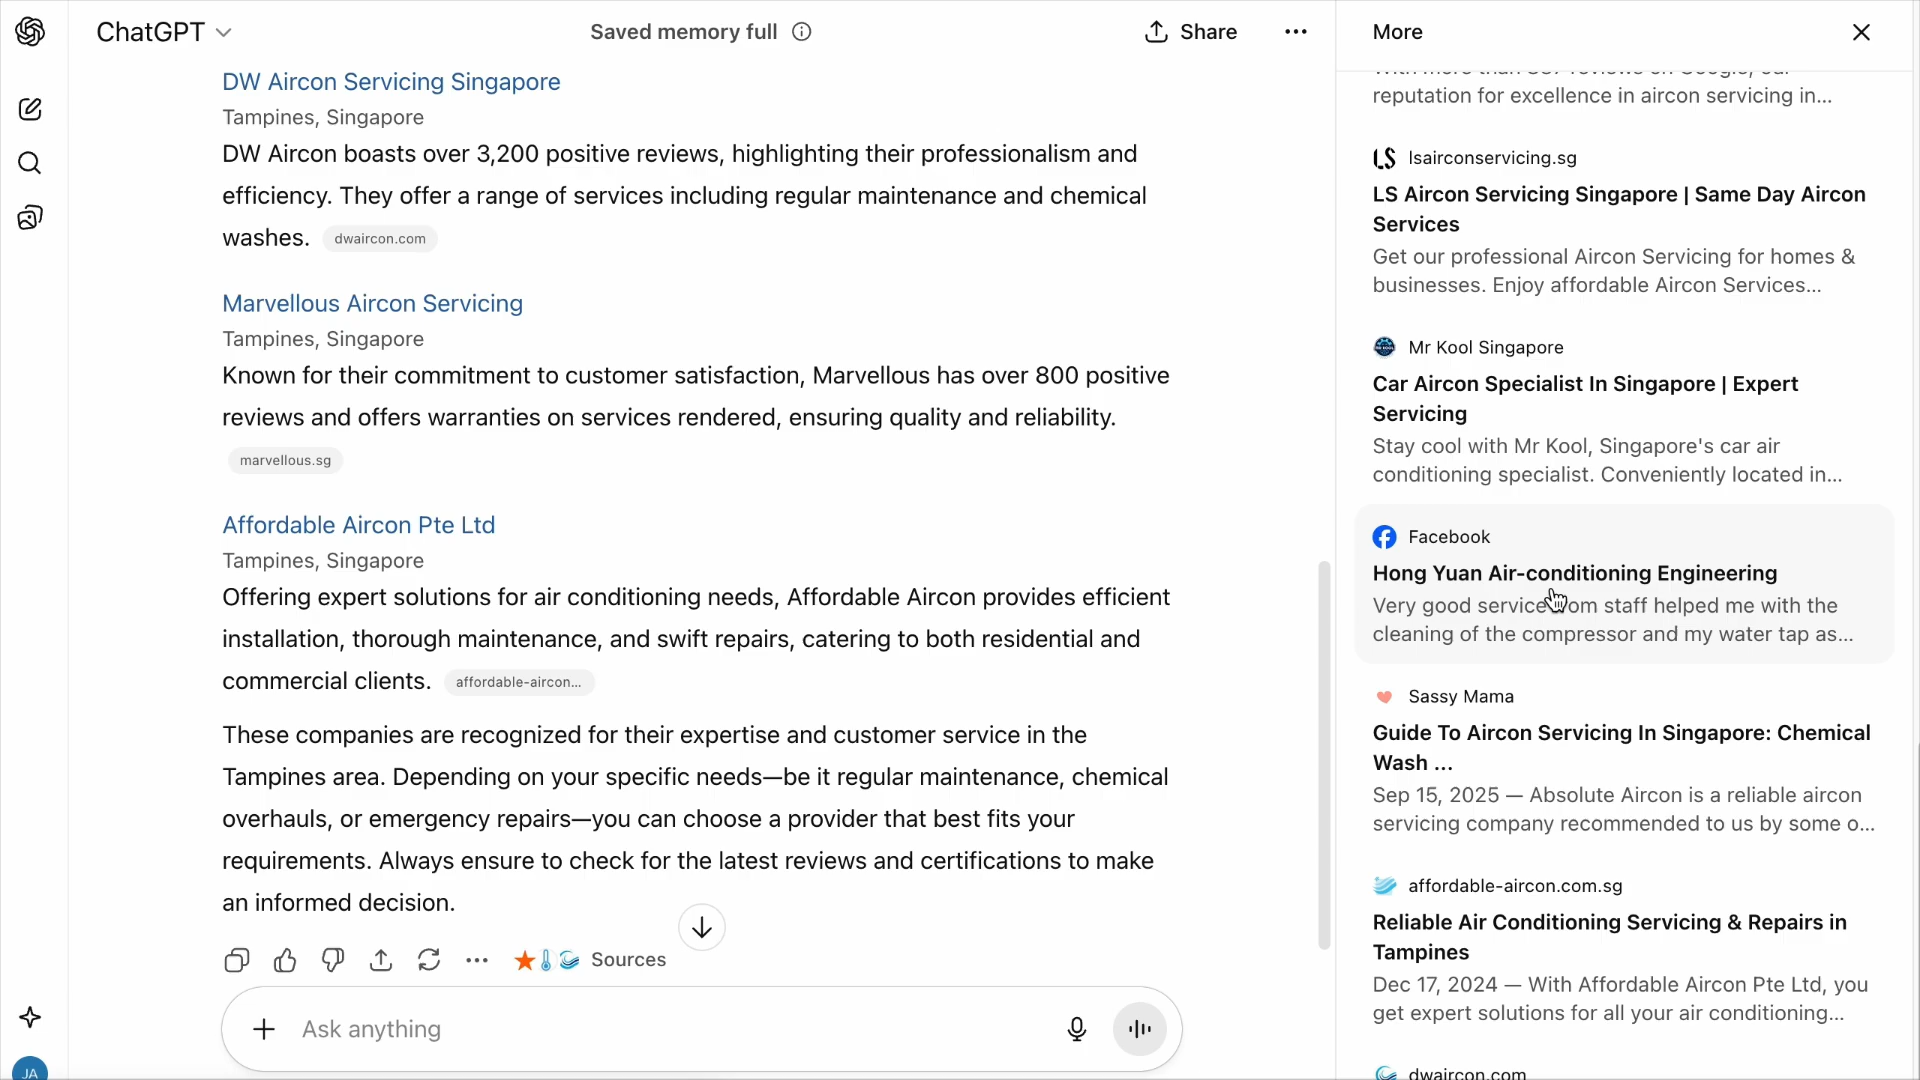 ChatGPT
Saved memory full
Share
DW Aircon Servicing Singapore
Tampines, Singapore
DW Aircon boasts over 3,200 positive reviews, highlighting their professionalism and
efficiency. They offer a range of services including regular maintenance and chemical
washes. dwaircon.com
Marvellous Aircon Servicing
Tampines, Singapore
Known for their commitment to customer satisfaction, Marvellous has over 800 positive
reviews and offers warranties on services rendered, ensuring quality and reliability.
marvellous.sg
Affordable Aircon Pte Ltd
Tampines, Singapore
Offering expert solutions for air conditioning needs, Affordable Aircon provides efficient
installation, thorough maintenance, and swift repairs, catering to both residential and
commercial clients. affordable-aircon...
These companies are recognized for their expertise and customer service in the
Tampines area. Depending on your specific needs—be it regular maintenance, chemical
overhauls, or emergency repairs—you can choose a provider that best fits your
requirements. Always ensure to check for the latest reviews and certifications to make
an informed decision.
Sources
Ask anything
JA
More
reputation for excellence in aircon servicing in...
LS lsairconservicing.sg
LS Aircon Servicing Singapore | Same Day Aircon
Services
Get our professional Aircon Servicing for homes &
businesses. Enjoy affordable Aircon Services...
Mr Kool Singapore
Car Aircon Specialist In Singapore | Expert
Servicing
Stay cool with Mr Kool, Singapore's car air
conditioning specialist. Conveniently located in...
Facebook
Hong Yuan Air-conditioning Engineering
Very good service staff helped me with the
cleaning of the compressor and my water tap as...
Sassy Mama
Guide To Aircon Servicing In Singapore: Chemical
Wash ...
Sep 15, 2025 — Absolute Aircon is a reliable aircon
servicing company recommended to us by some o...
affordable-aircon.com.sg
Reliable Air Conditioning Servicing & Repairs in
Tampines
Dec 17, 2024 — With Affordable Aircon Pte Ltd, you
get expert solutions for all your air conditioning...
dwaircon.com